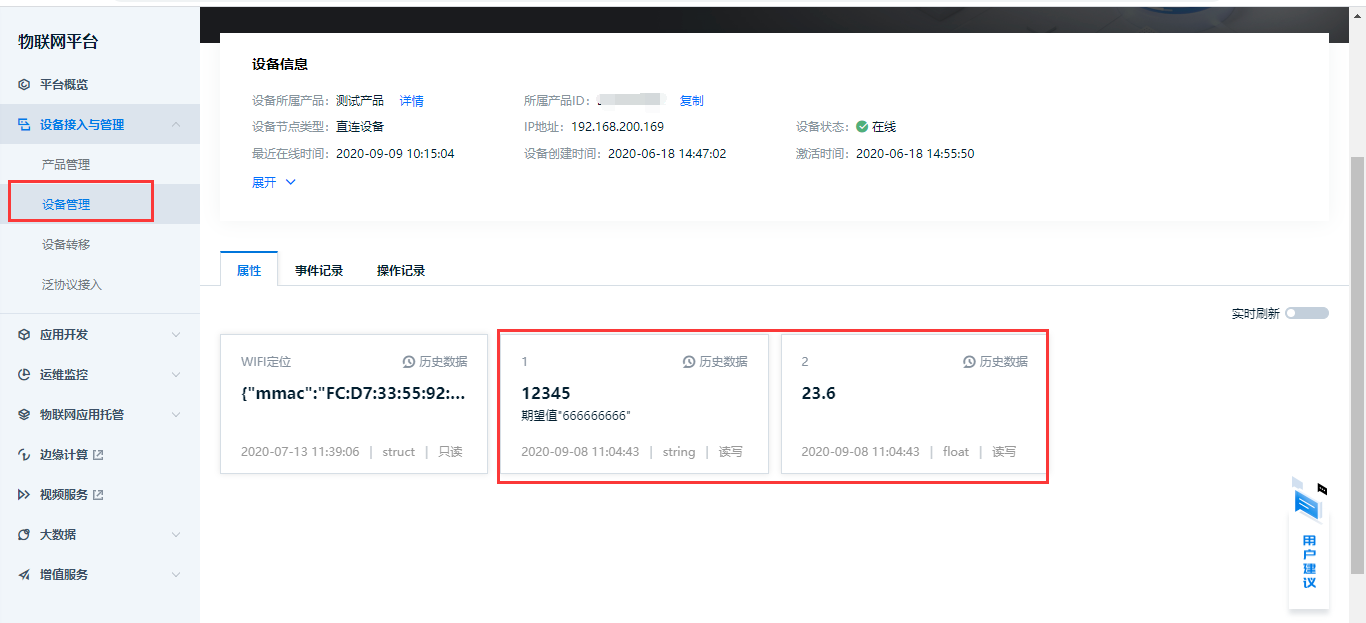 物联网平台
平台概览
设备接入与管理
产品管理
设备管理
设备转移
泛协议接入
应用开发
运维监控
物联网应用托管
边缘计算
视频服务
大数据
增值服务
设备信息
设备所属产品： 测试产品 详情 所属产品ID： 复制
设备节点类型： 直连设备 IP地址： 192.168.200.169 设备状态： 在线
最近在线时间： 2020-09-09 10:15:04 设备创建时间： 2020-06-18 14:47:02 激活时间： 2020-06-18 14:55:50
展开
属性 事件记录 操作记录
实时刷新
WIFI定位 历史数据
{"mmac":"FC:D7:33:55:92:...
2020-07-13 11:39:06 | struct | 只读
1 历史数据
12345
期望值"666666666"
2020-09-08 11:04:43 | string | 读写
2 历史数据
23.6
2020-09-08 11:04:43 | float | 读写
用户建议